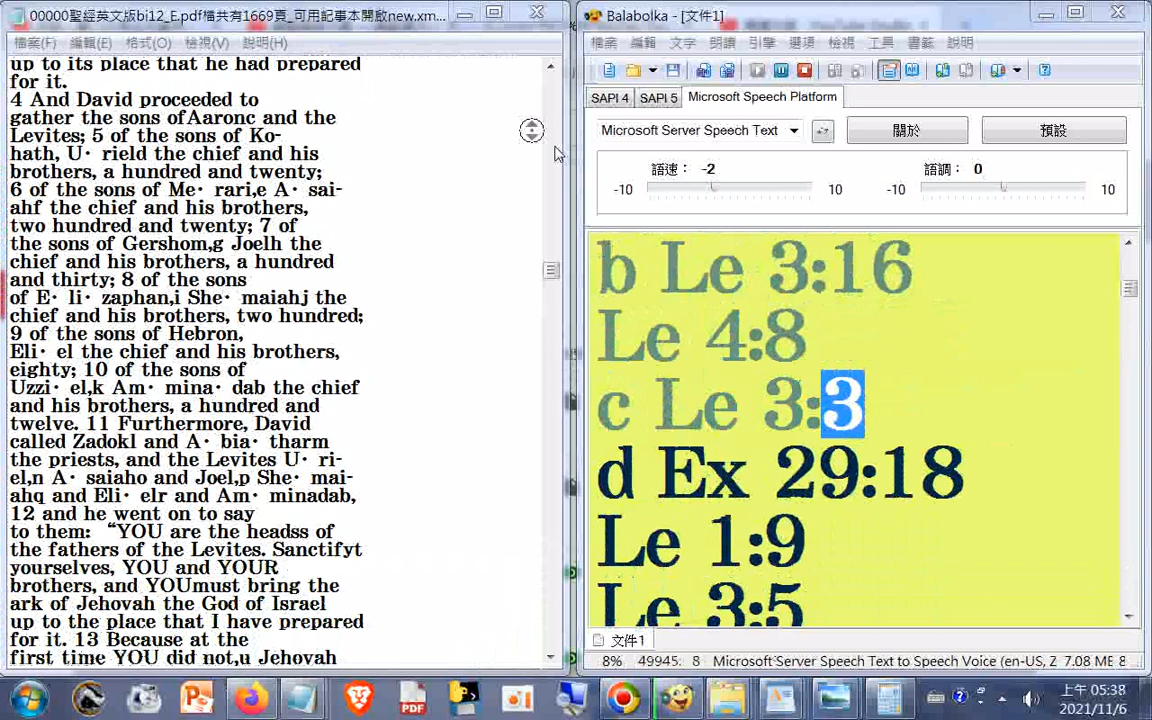 00000聖經英文版bi12_E.pdf檔共有1669頁_可用記事本開啟new.xm...
檔案(F) 編輯(E) 格式(O) 檢視(V) 說明(H)
up to its place that he had prepared
for it.
4 And David proceeded to
gather the sons ofAaronc and the
Levites; 5 of the sons of Ko-
hath, U· rield the chief and his
brothers, a hundred and twenty;
6 of the sons of Me· rari,e A· sai-
ahf the chief and his brothers,
two hundred and twenty; 7 of
the sons of Gershom,g Joelh the
chief and his brothers, a hundred
and thirty; 8 of the sons
of E· li· zaphan,i She· maiahj the
chief and his brothers, two hundred;
9 of the sons of Hebron,
Eli· el the chief and his brothers,
eighty; 10 of the sons of
Uzzi· el,k Am· mina· dab the chief
and his brothers, a hundred and
twelve. 11 Furthermore, David
called Zadokl and A· bia· tharm
the priests, and the Levites U· ri-
el,n A· saiaho and Joel,p She· mai-
ahq and Eli· elr and Am· minadab,
12 and he went on to say
to them: “YOU are the headss of
the fathers of the Levites. Sanctifyt
yourselves, YOU and YOUR
brothers, and YOUmust bring the
ark of Jehovah the God of Israel
up to the place that I have prepared
for it. 13 Because at the
first time YOU did not,u Jehovah
Balabolka - [文件1]
檔案 編輯 文字 朗讀 引擎 選項 檢視 工具 書籤 說明
SAPI 4 SAPI 5 Microsoft Speech Platform
Microsoft Server Speech Text 關於 預設
語速： -2 語調： 0
-10 10 -10 10
b Le 3:16
Le 4:8
c Le 3:3
d Ex 29:18
Le 1:9
Le 3:5
文件1
8% 49945: 8 Microsoft Server Speech Text to Speech Voice (en-US, Z 7.08 MB 8
PDF
上午 05:38
2021/11/6